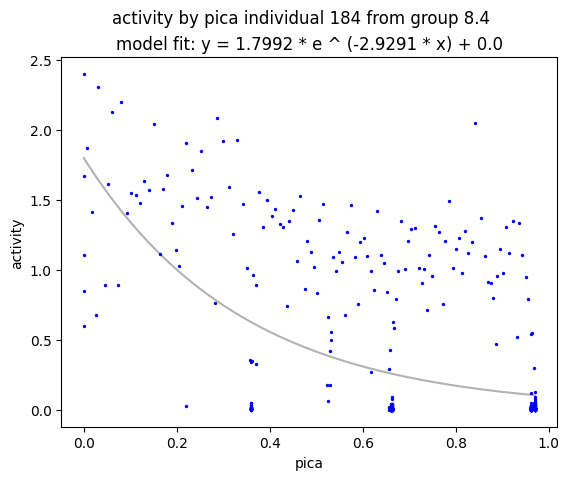 activity by pica individual 184 from group 8.4
model fit: y = 1.7992 * e ^ (-2.9291 * x) + 0.0
2.5
2.0
1.5
1.0
0.5
0.0
activity
0.0 0.2 0.4 0.6 0.8 1.0
pica